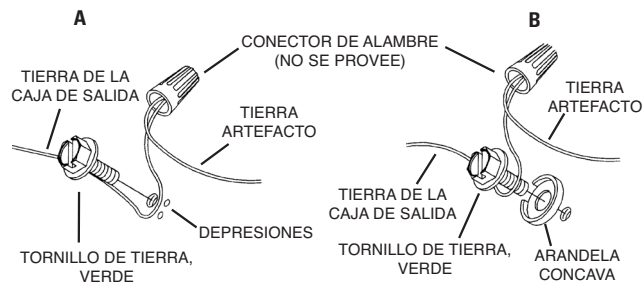 A
B
CONECTOR DE ALAMBRE
(NO SE PROVEE)
TIERRA DE LA
CAJA DE SALIDA
TIERRA
ARTEFACTO
TIERRA
ARTEFACTO
DEPRESIONES
TORNILLO DE TIERRA,
VERDE
TIERRA DE LA
CAJA DE SALIDA
TORNILLO DE TIERRA,
VERDE
ARANDELA
CONCAVA